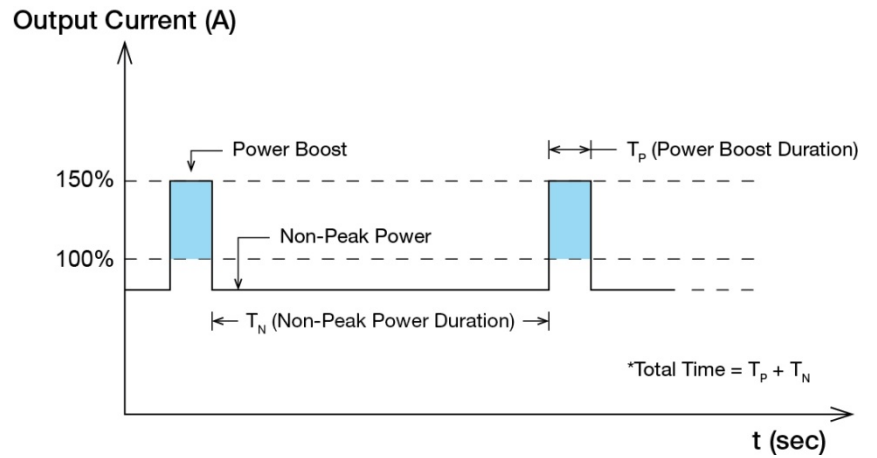 Output Current (A)
Power Boost
T_P (Power Boost Duration)
150%
Non-Peak Power
100%
T_N (Non-Peak Power Duration)
*Total Time = T_P + T_N
t (sec)